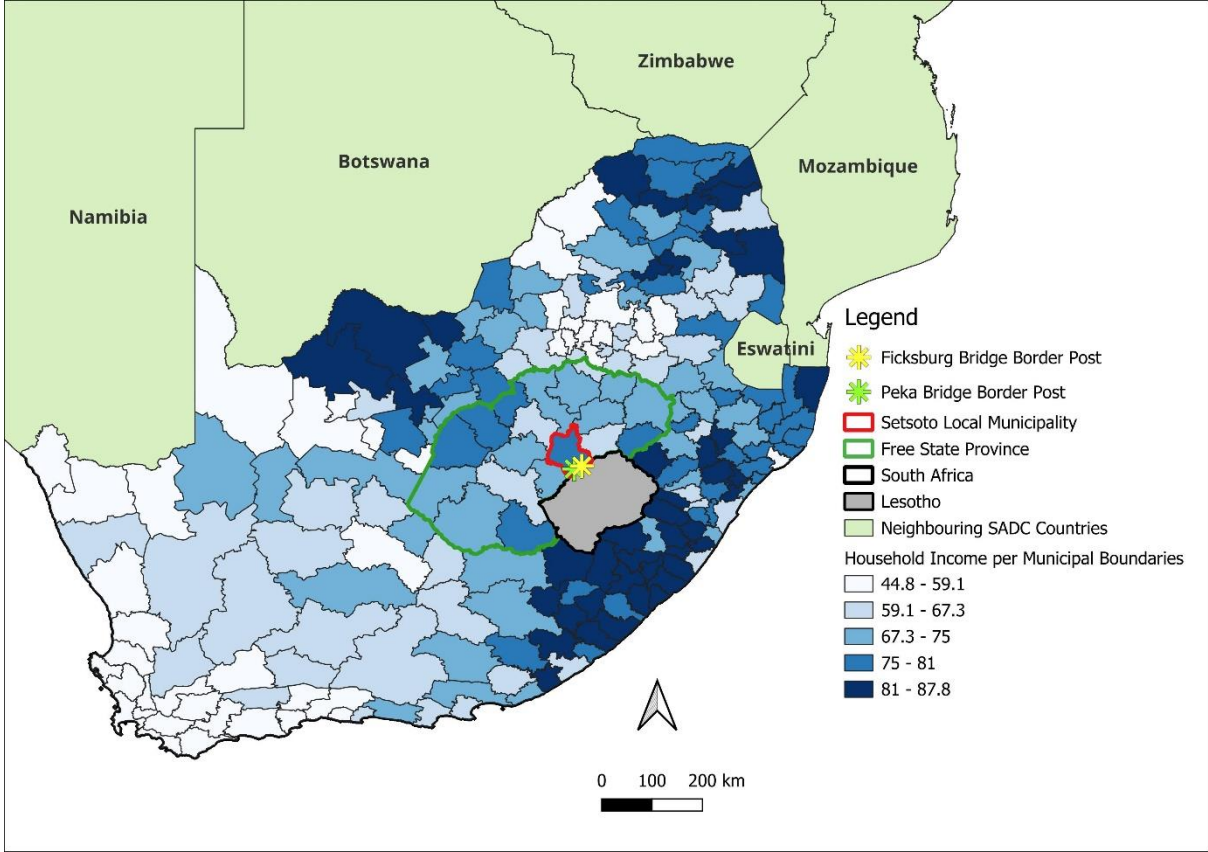 Zimbabwe
Botswana
Mozambique
Namibia
Eswatini
Legend
Ficksburg Bridge Border Post
Peka Bridge Border Post
Setsoto Local Municipality
Free State Province
South Africa
Lesotho
Neighbouring SADC Countries
Household Income per Municipal Boundaries
44.8 - 59.1
59.1 - 67.3
67.3 - 75
75 - 81
81 - 87.8
0 100 200 km